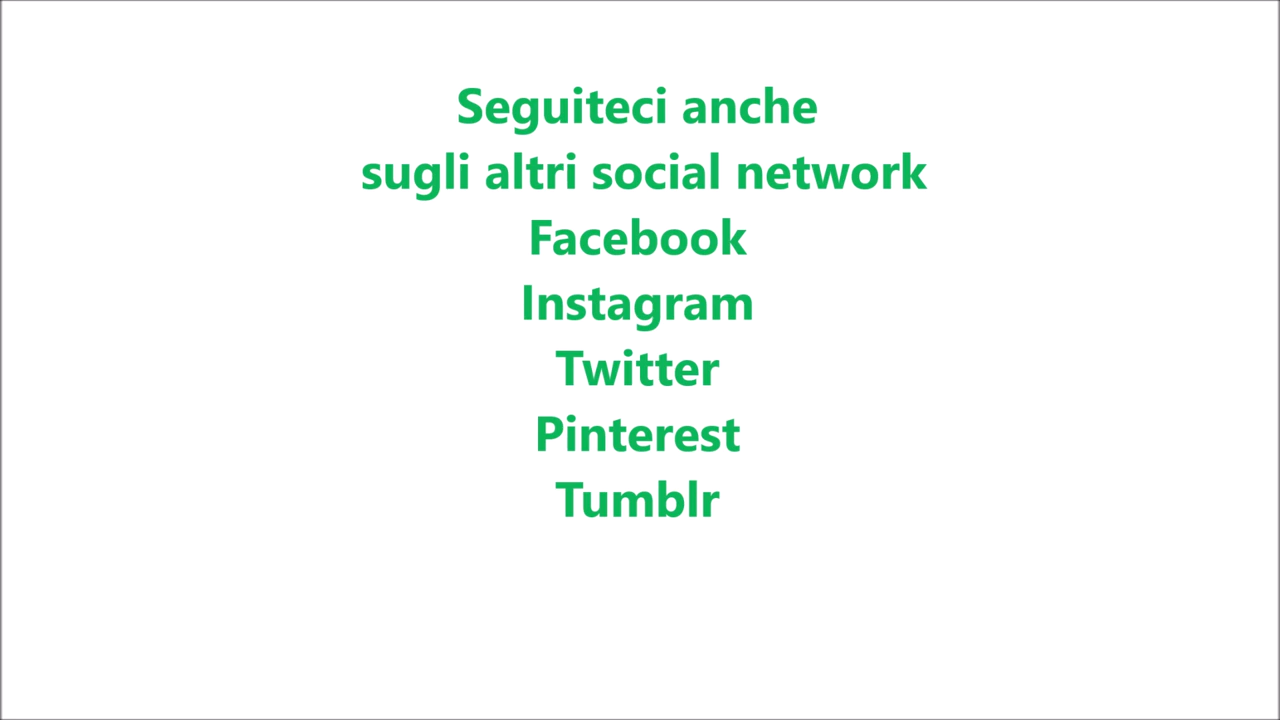 Seguiteci anche
sugli altri social network
Facebook
Instagram
Twitter
Pinterest
Tumblr